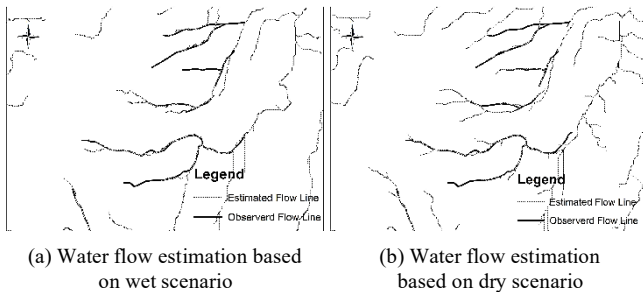 Legend
Estimated Flow Line
Observerd Flow Line
Legend
Estimated Flow Line
Observerd Flow Line
(a) Water flow estimation based
on wet scenario
(b) Water flow estimation
based on dry scenario